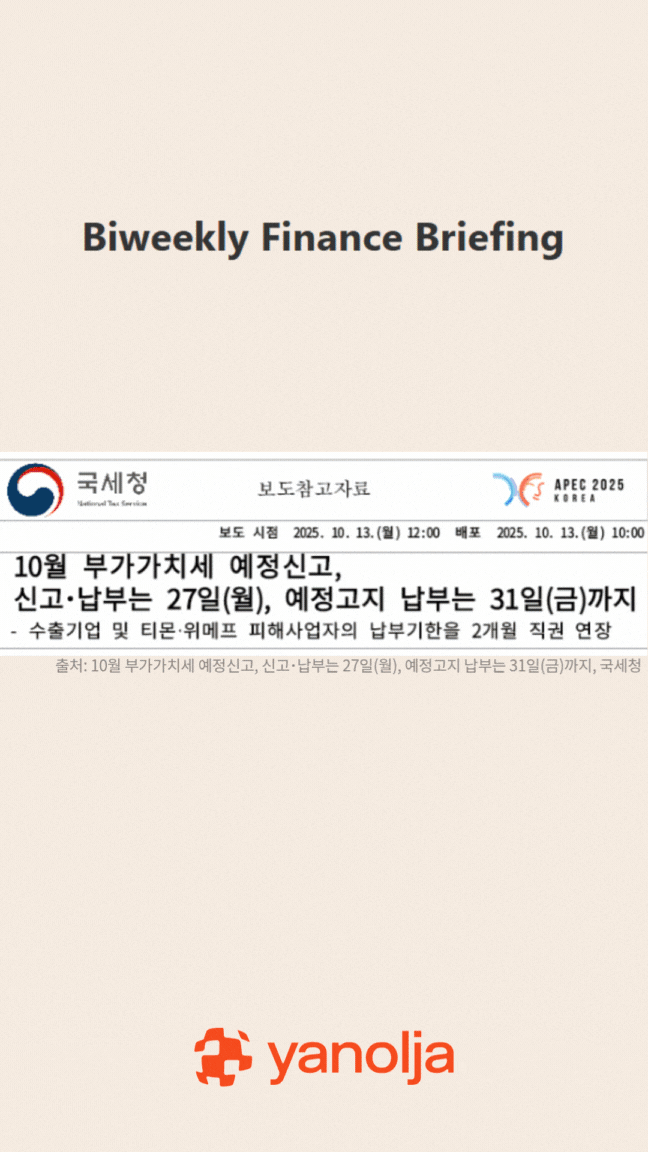 Biweekly Finance Briefing
국세청
National Tax Service
보도참고자료
APEC 2025
KOREA
보도 시점 2025. 10. 13.(월) 12:00 배포 2025. 10. 13.(월) 10:00
10월 부가가치세 예정신고,
신고·납부는 27일(월), 예정고지 납부는 31일(금)까지
- 수출기업 및 티몬·위메프 피해사업자의 납부기한을 2개월 직권 연장
출처: 10월 부가가치세 예정신고, 신고·납부는 27일(월), 예정고지 납부는 31일(금)까지, 국세청
yanolja